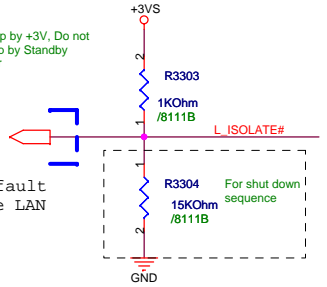 +3VS
p by +3V, Do not
by Standby
2
R3303
1KOhm
1
/8111B
L_ISOLATE#
1
R3304
For shut down
sequence
15KOhm
/8111B
2
fault
LAN
GND